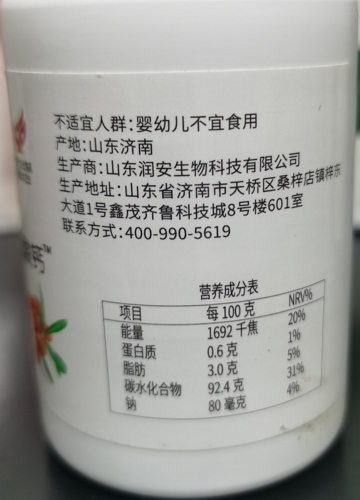 不适宜人群:婴幼儿不宜食用
产地:山东济南
生产商:山东润安生物科技有限公司
生产地址:山东省济南市天桥区桑梓店镇梓东
大道1号鑫茂齐鲁科技城8号楼601室
联系方式:400-990-5619
TM
营养成分表
项目 每100克 NRV%
能量 1692千焦 20%
蛋白质 0.6克 1%
脂肪 3.0克 5%
碳水化合物 92.4克 31%
钠 80毫克 4%